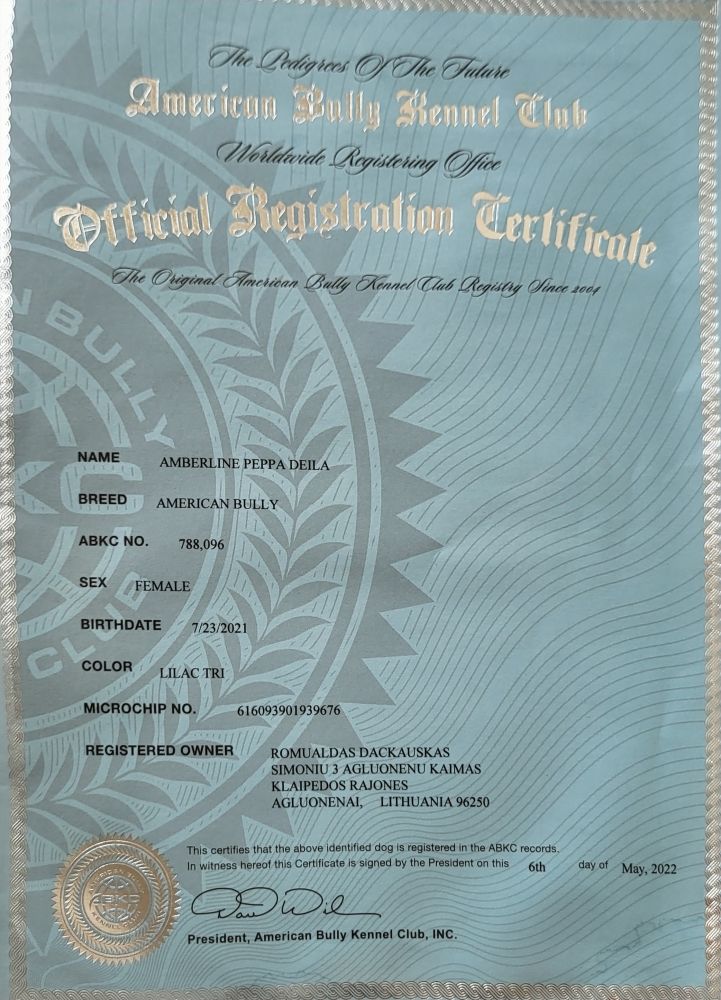 The Pedigrees Of The Future
American Bully Kennel Club
Worldwide Registering Office
Official Registration Certificate
The Original American Bully Kennel Club Registry Since 2004
BULLY
CLUB
NAME AMBERLINE PEPPA DEILA
BREED AMERICAN BULLY
ABKC NO. 788,096
SEX FEMALE
BIRTHDATE 7/23/2021
COLOR LILAC TRI
MICROCHIP NO. 616093901939676
REGISTERED OWNER ROMUALDAS DACKAUSKAS
SIMONIU 3 AGLUONENU KAIMAS
KLAIPEDOS RAJONES
AGLUONENAI, LITHUANIA 96250
This certifies that the above identified dog is registered in the ABKC records.
In witness hereof this Certificate is signed by the President on this 6th day of May, 2022
ABKC
President, American Bully Kennel Club, INC.